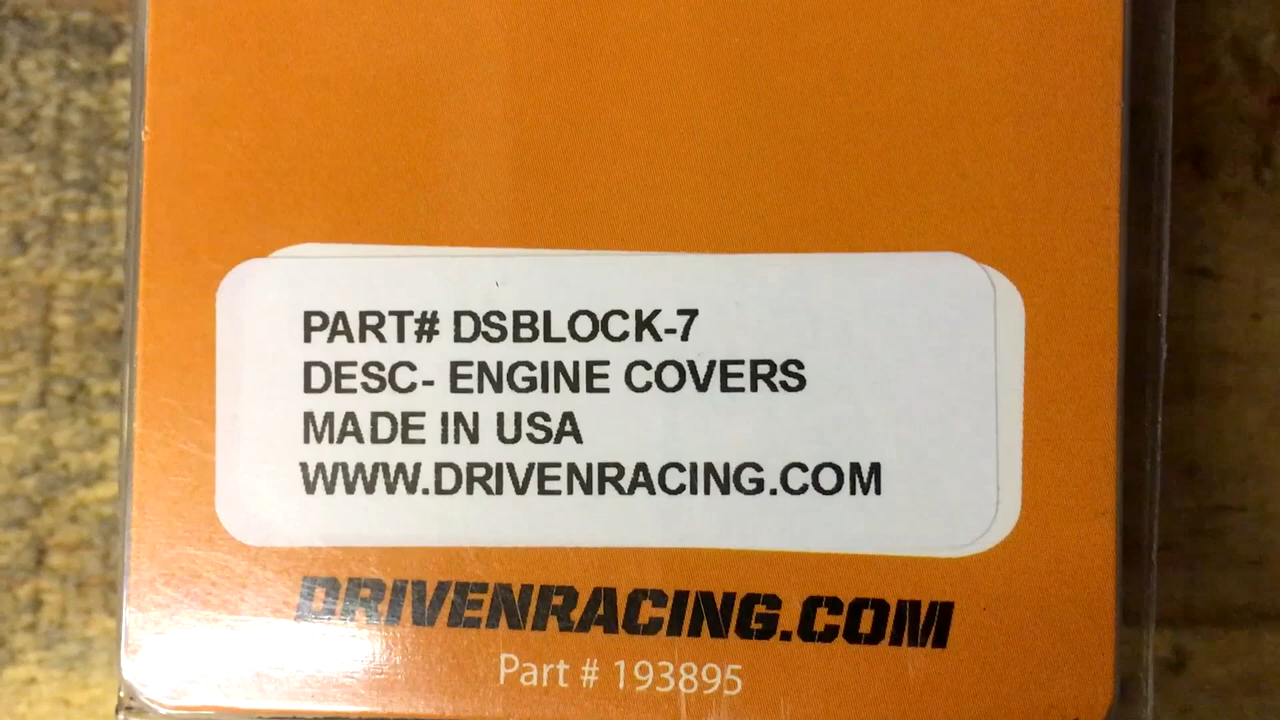 PART# DSBLOCK-7
DESC- ENGINE COVERS
MADE IN USA
WWW.DRIVENRACING.COM
DRIVENRACING.COM
Part # 193895